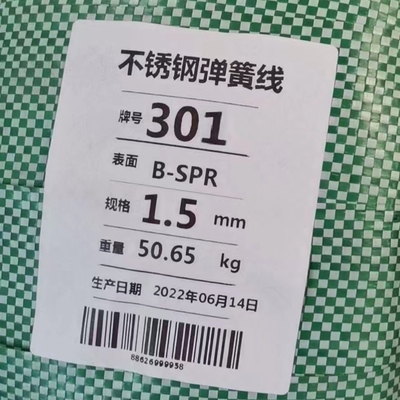 不锈钢弹簧线
牌号 301
表面 B-SPR
规格 1.5 mm
重量 50.65 kg
生产日期 2022年06月14日
88626999958